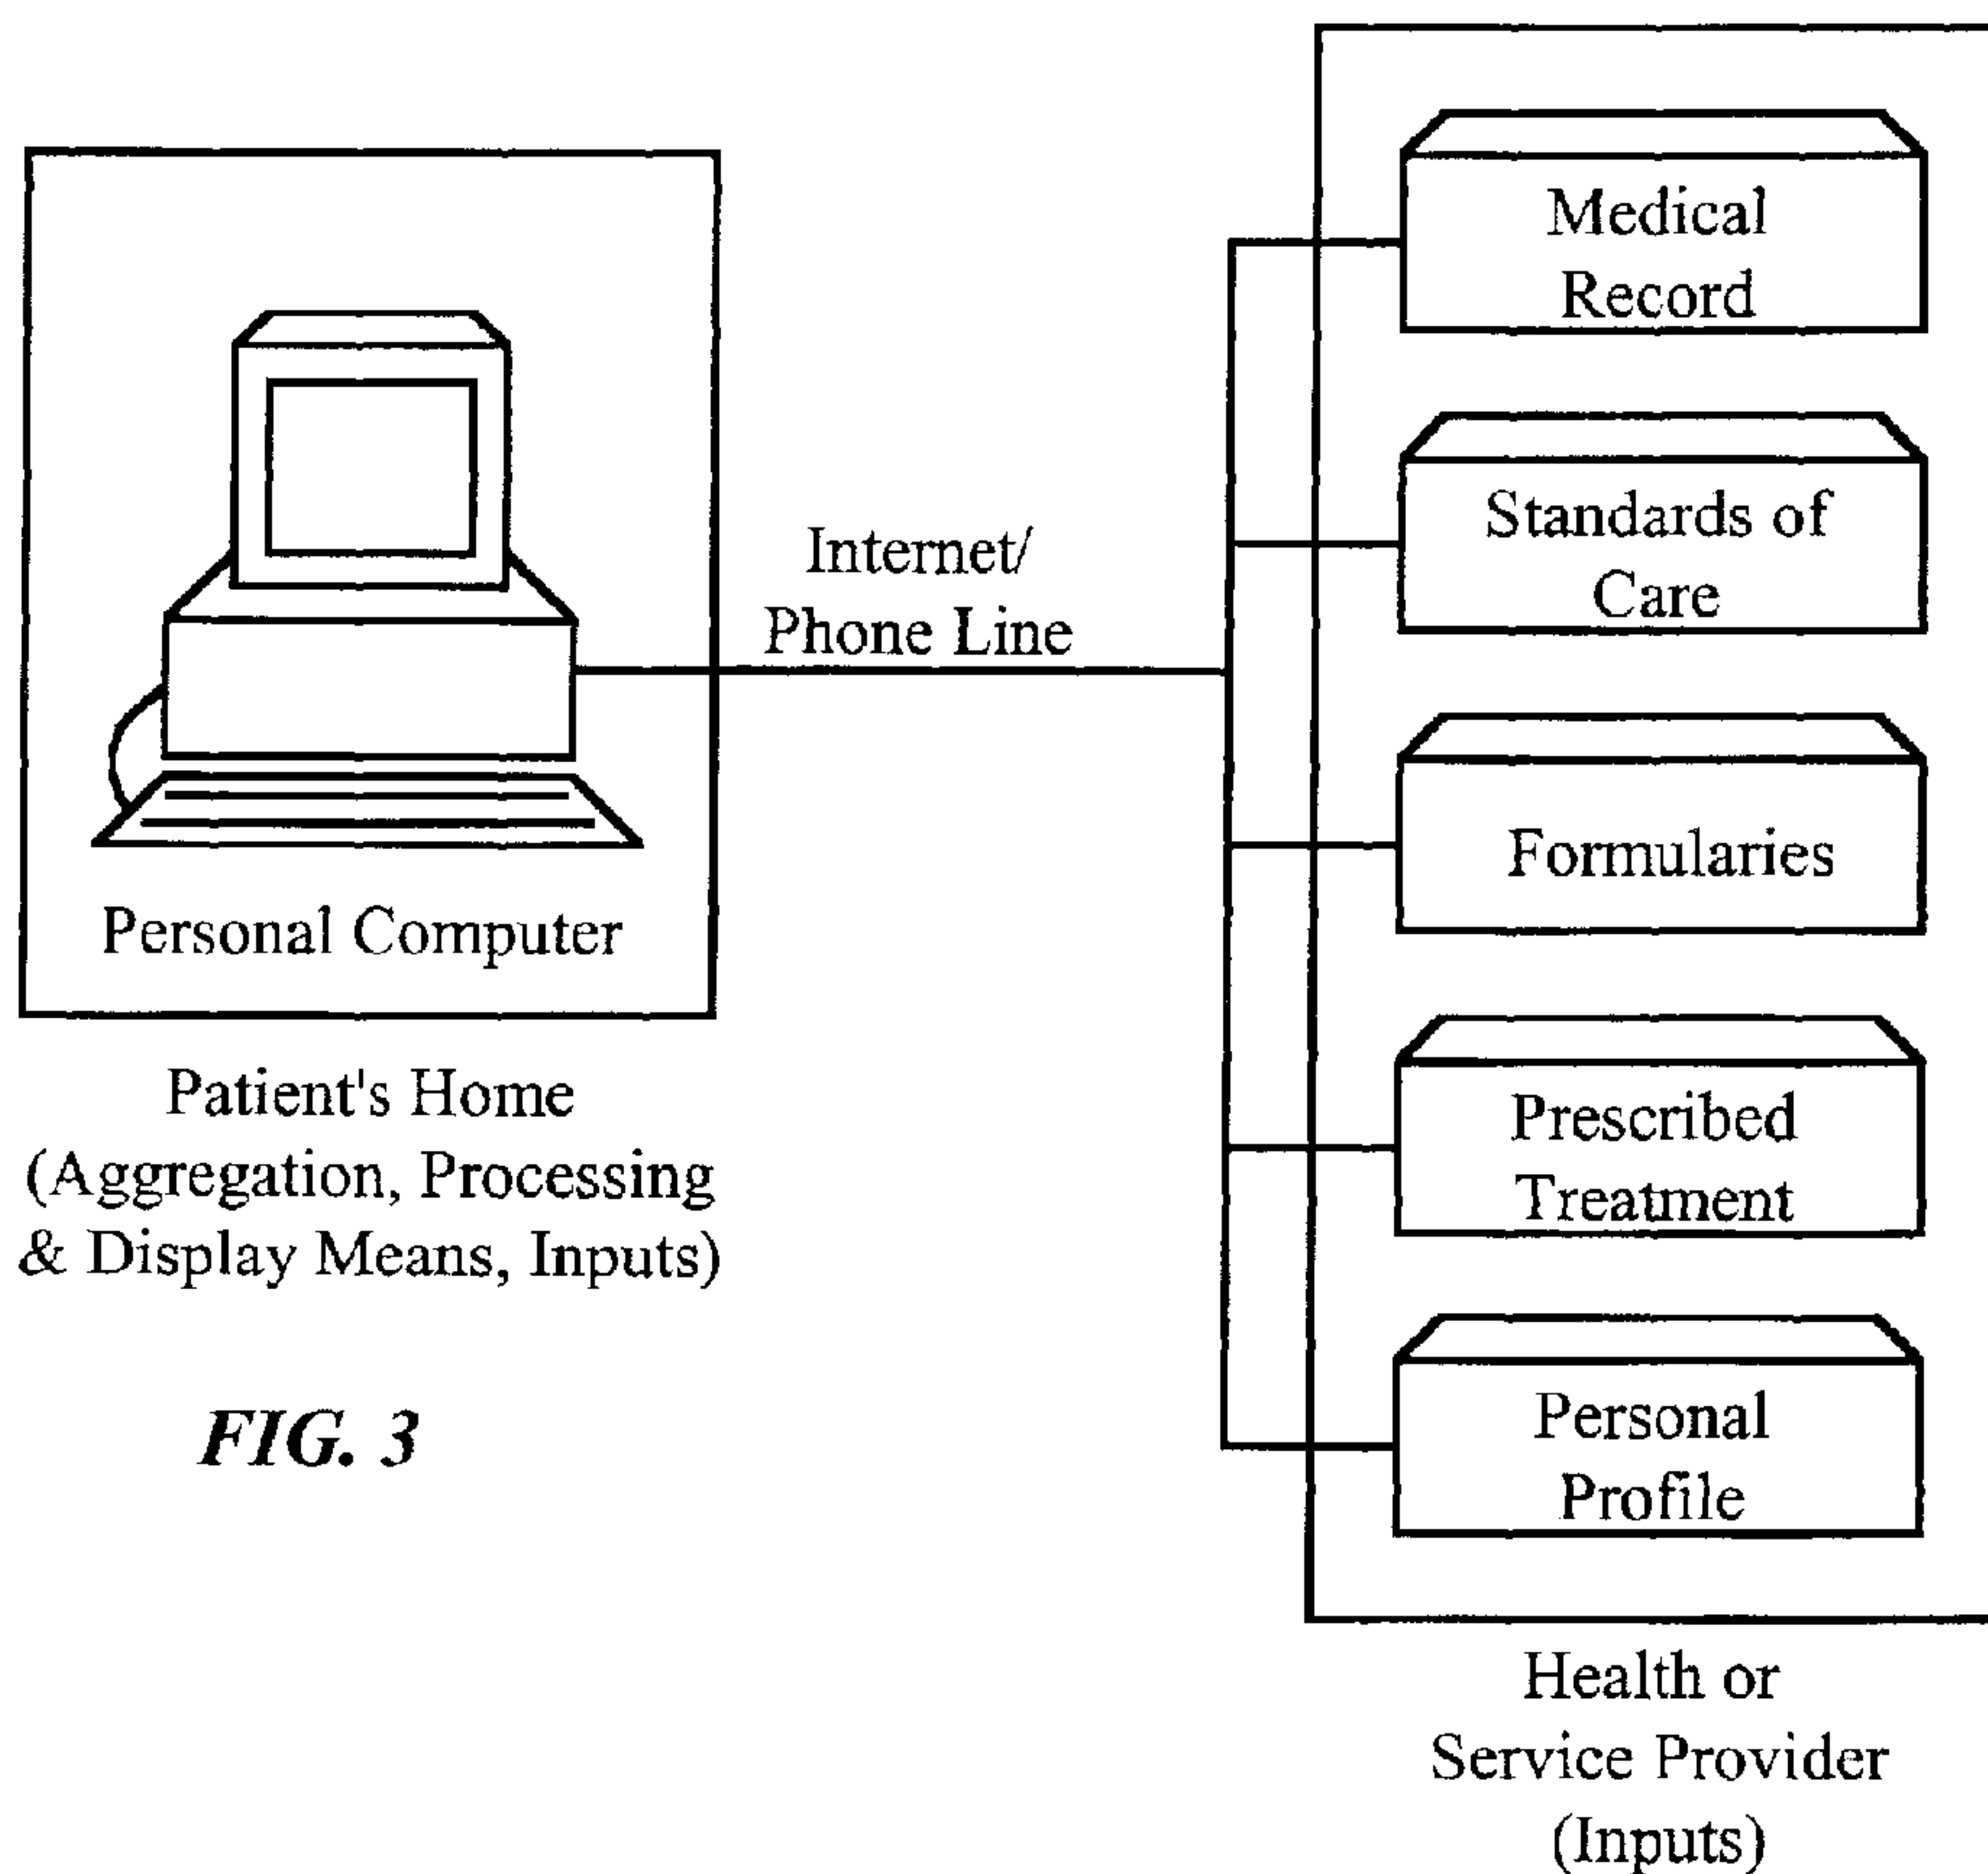 Personal Computer
Patient's Home
(Aggregation, Processing
& Display Means, Inputs)
FIG. 3
Internet/
Phone Line
Medical
Record
Standards of
Care
Formularies
Prescribed
Treatment
Personal
Profile
Health or
Service Provider
(Inputs)